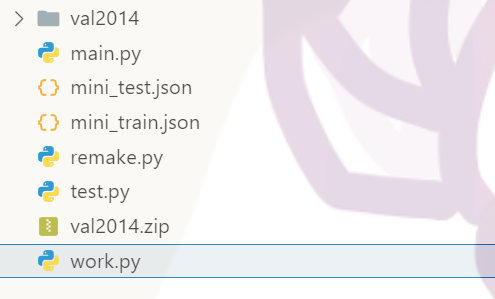 val2014
main.py
mini_test.json
mini_train.json
remake.py
test.py
val2014.zip
work.py